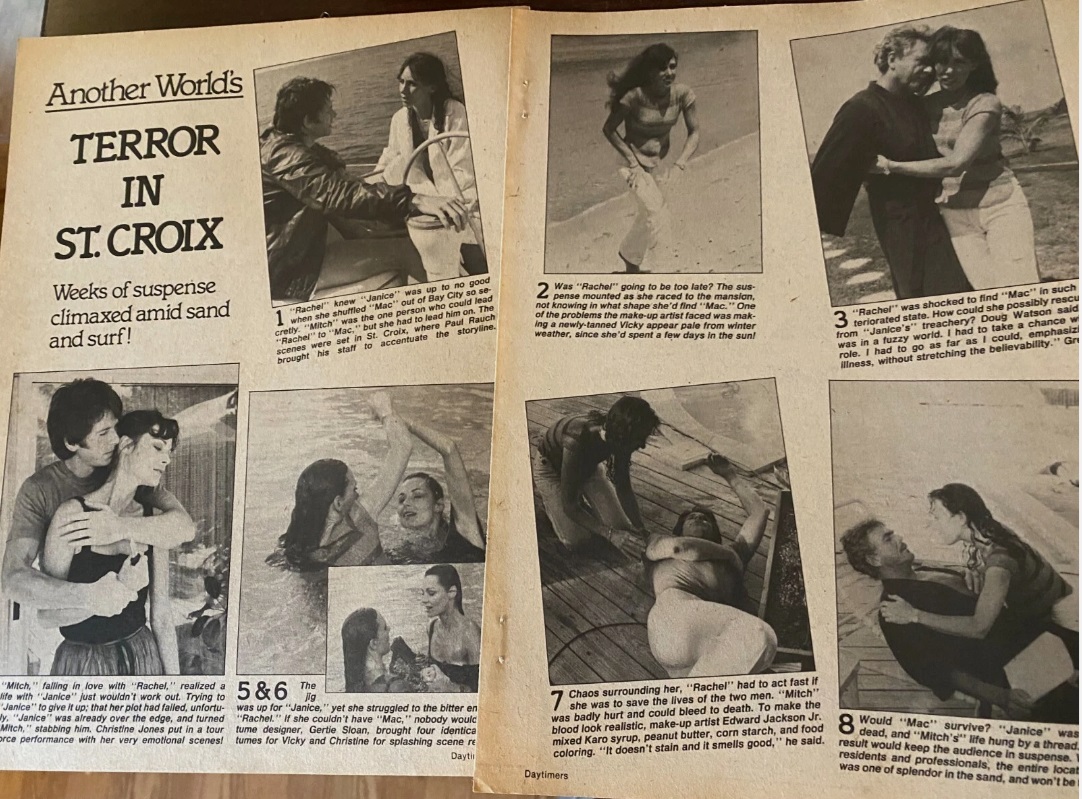 Another World's
TERROR
IN
ST. CROIX
Weeks of suspense
climaxed amid sand
and surf!
1 "Rachel" knew "Janice" was up to no good
when she shuffled "Mac" out of Bay City so se-
cretly. "Mitch" was the one person who could lead
"Rachel" to "Mac," but she had to lead him on. The
scenes were set in St. Croix, where Paul Rauch
brought his staff to accentuate the storyline.
2 Was "Rachel" going to be too late? The sus-
pense mounted as she raced to the mansion,
not knowing in what shape she'd find "Mac." One
of the problems the make-up artist faced was mak-
ing a newly-tanned Vicky appear pale from winter
weather, since she'd spent a few days in the sun!
3 "Rachel" was shocked to find "Mac" in such
teriorated state. How could she possibly rescu
from "Janice's" treachery? Doug Watson said
was in a fuzzy world. I had to take a chance w
role. I had to go as far as I could, emphasizi
illness, without stretching the believability." Gr
"Mitch," falling in love with "Rachel," realized a
life with "Janice" just wouldn't work out. Trying to
"Janice" to give it up; that her plot had failed, unfortu-
ly, "Janice" was already over the edge, and turned
Mitch," stabbing him. Christine Jones put in a tour
orce performance with her very emotional scenes!
5 & 6 The
jig
was up for "Janice," yet she struggled to the bitter en
"Rachel." If she couldn't have "Mac," nobody would
tume designer, Gertie Sloan, brought four identica
tumes for Vicky and Christine for splashing scene re
Daytim
7 Chaos surrounding her, "Rachel" had to act fast if
she was to save the lives of the two men. "Mitch"
was badly hurt and could bleed to death. To make the
blood look realistic, make-up artist Edward Jackson Jr.
mixed Karo syrup, peanut butter, corn starch, and food
coloring. "It doesn't stain and it smells good," he said.
8 Would "Mac" survive? "Janice" was
dead, and "Mitch's" life hung by a thread.
result would keep the audience in suspense.
residents and professionals, the entire locat
was one of splendor in the sand, and won't be
Daytimers